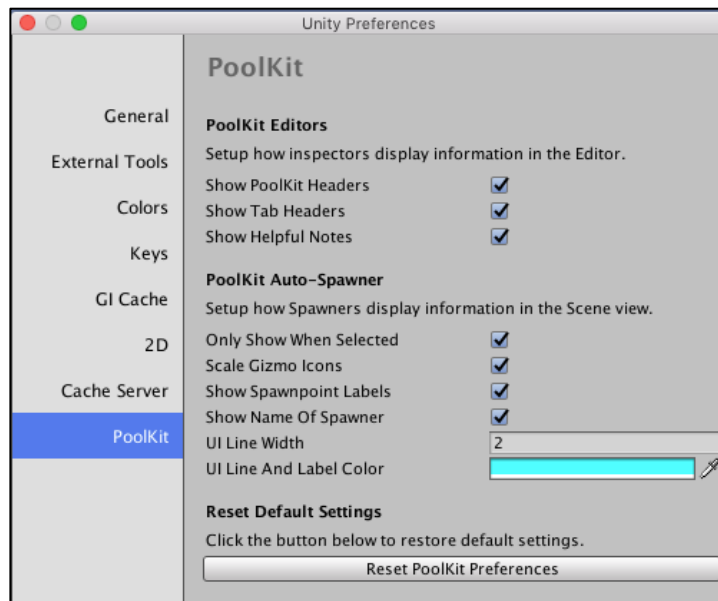 Unity Preferences
General
External Tools
Colors
Keys
GI Cache
2D
Cache Server
PoolKit
PoolKit
PoolKit Editors
Setup how inspectors display information in the Editor.
Show PoolKit Headers
Show Tab Headers
Show Helpful Notes
PoolKit Auto-Spawner
Setup how Spawners display information in the Scene view.
Only Show When Selected
Scale Gizmo Icons
Show Spawnpoint Labels
Show Name Of Spawner
UI Line Width 2
UI Line And Label Color
Reset Default Settings
Click the button below to restore default settings.
Reset PoolKit Preferences